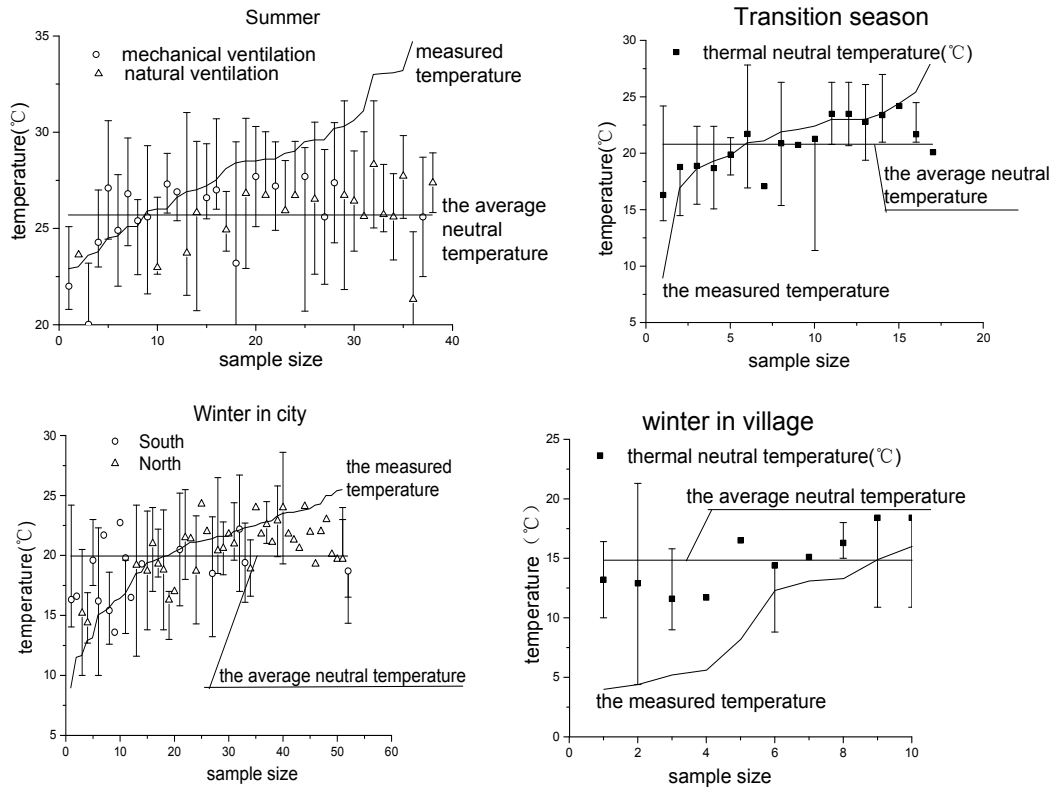 Summer
35
30
25
20
temperature(℃)
mechanical ventilation
natural ventilation
measured
temperature
the average
neutral
temperature
0
10
20
30
40
sample size
Transition season
30
25
20
15
10
5
temperature(℃)
thermal neutral temperature(℃)
the average neutral
temperature
the measured temperature
0
5
10
15
20
sample size
Winter in city
30
25
20
15
10
5
temperature(℃)
South
North
the measured
temperature
the average neutral temperature
0
10
20
30
40
50
60
sample size
winter in village
25
20
15
10
5
0
temperature (℃)
thermal neutral temperature(℃)
the average neutral temperature
the measured temperature
0
2
4
6
8
10
sample size